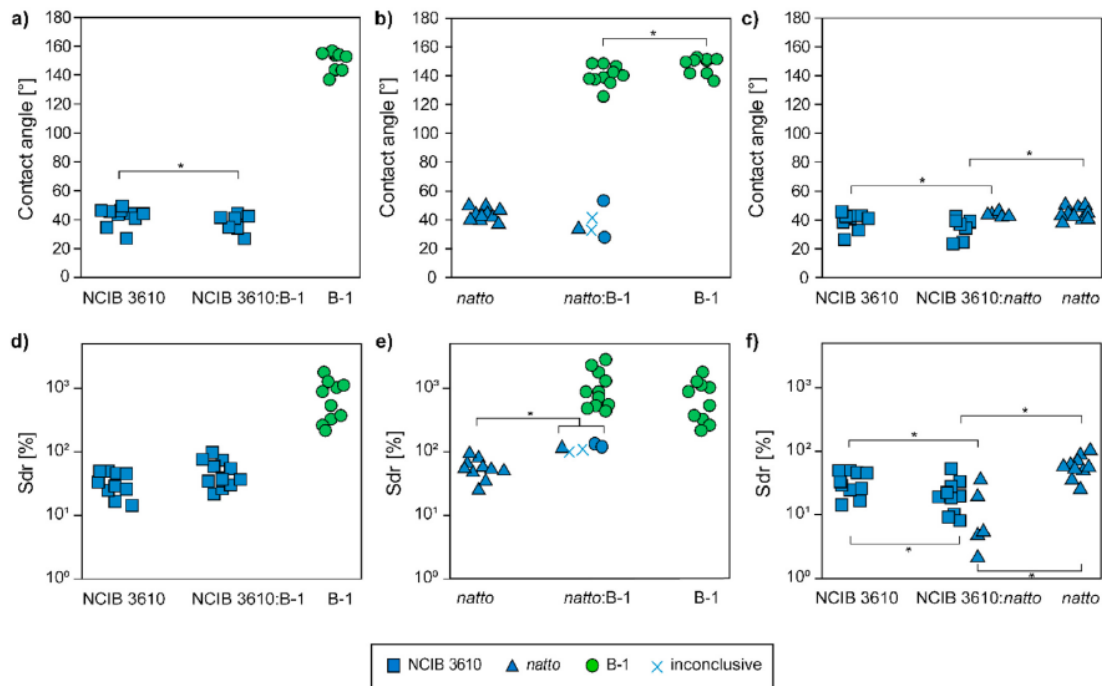 a)
180
160
140
120
100
80
60
40
20
0
Contact angle [°]
*
NCIB 3610 NCIB 3610:B-1 B-1
b)
180
160
140
120
100
80
60
40
20
0
Contact angle [°]
*
natto natto:B-1 B-1
c)
180
160
140
120
100
80
60
40
20
0
Contact angle [°]
*
*
NCIB 3610 NCIB 3610:natto natto
d)
10³
10²
10¹
10⁰
Sdr [%]
NCIB 3610 NCIB 3610:B-1 B-1
e)
10³
10²
10¹
10⁰
Sdr [%]
*
natto natto:B-1 B-1
f)
10³
10²
10¹
10⁰
Sdr [%]
*
*
*
*
NCIB 3610 NCIB 3610:natto natto
NCIB 3610 natto B-1 inconclusive